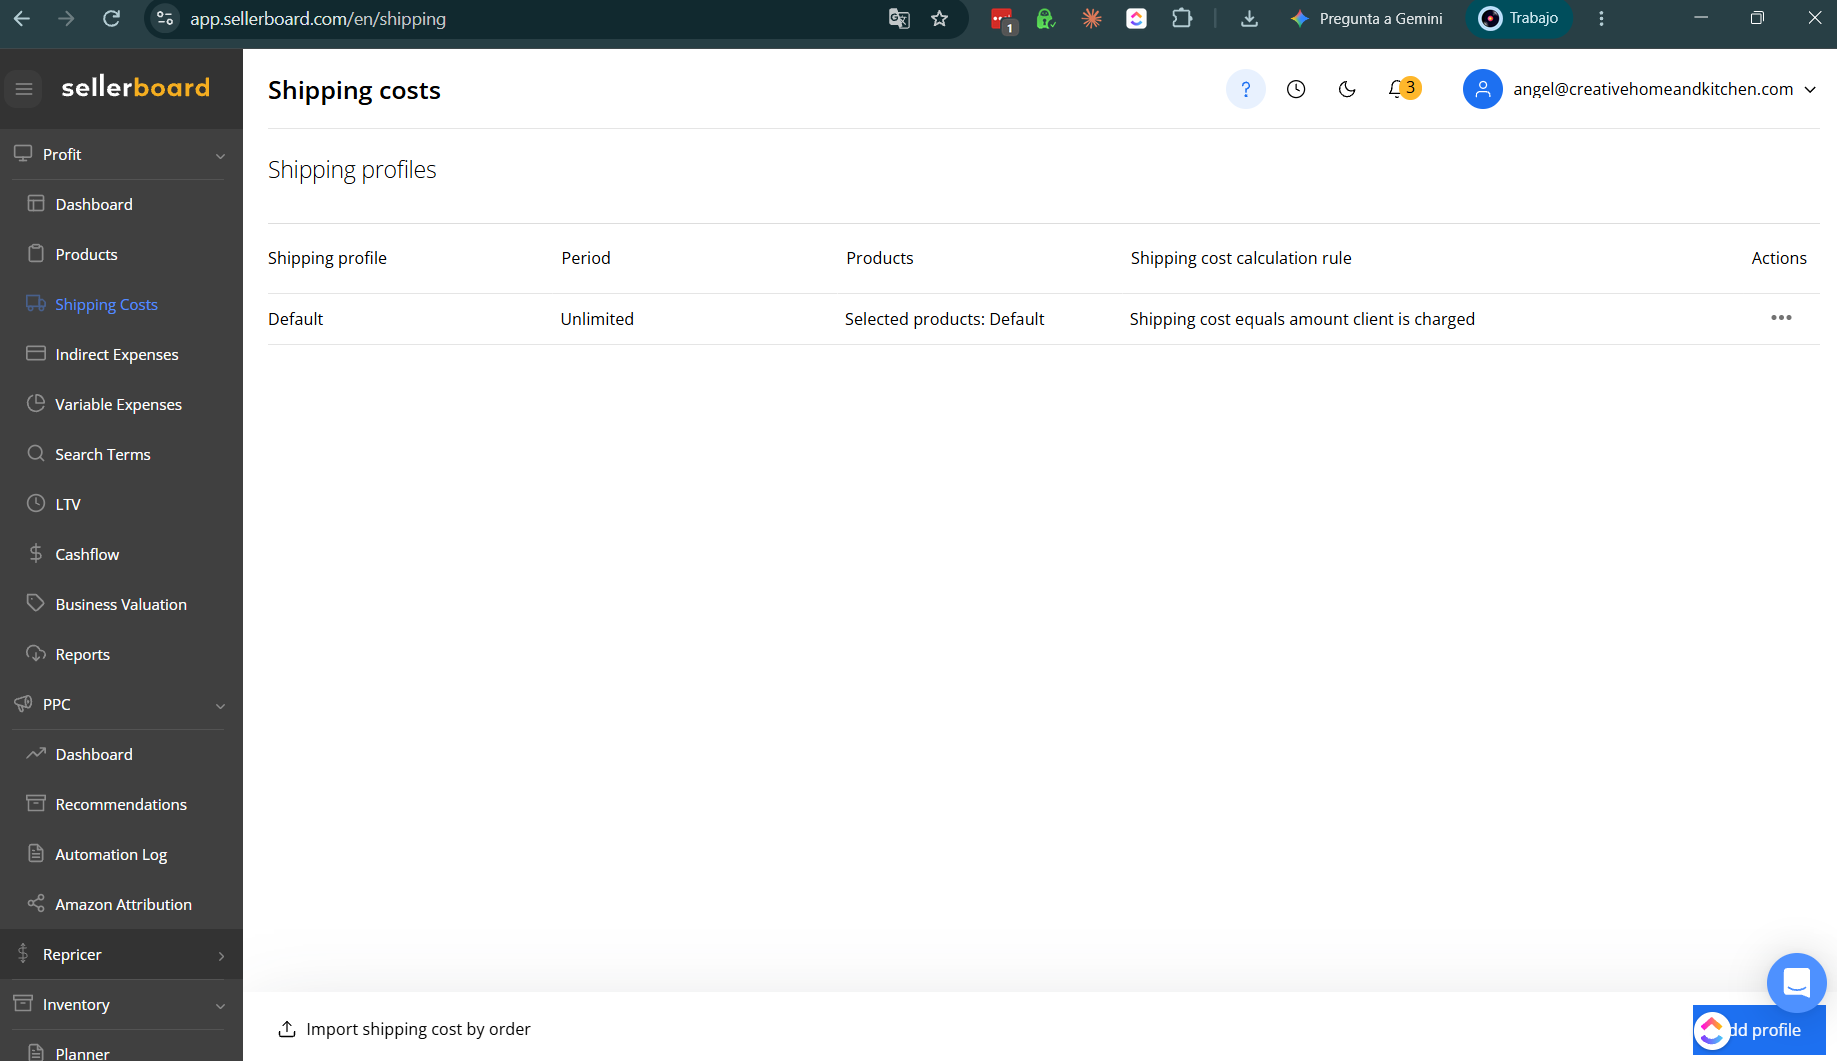 app.sellerboard.com/en/shipping
1
Pregunta a Gemini
Trabajo
sellerboard
Shipping costs
?
3
angel@creativehomeandkitchen.com
Profit
Dashboard
Products
Shipping Costs
Indirect Expenses
Variable Expenses
Search Terms
LTV
Cashflow
Business Valuation
Reports
PPC
Dashboard
Recommendations
Automation Log
Amazon Attribution
Repricer
Inventory
Planner
Shipping profiles
Shipping profile Period Products Shipping cost calculation rule Actions
Default Unlimited Selected products: Default Shipping cost equals amount client is charged
Import shipping cost by order
dd profile